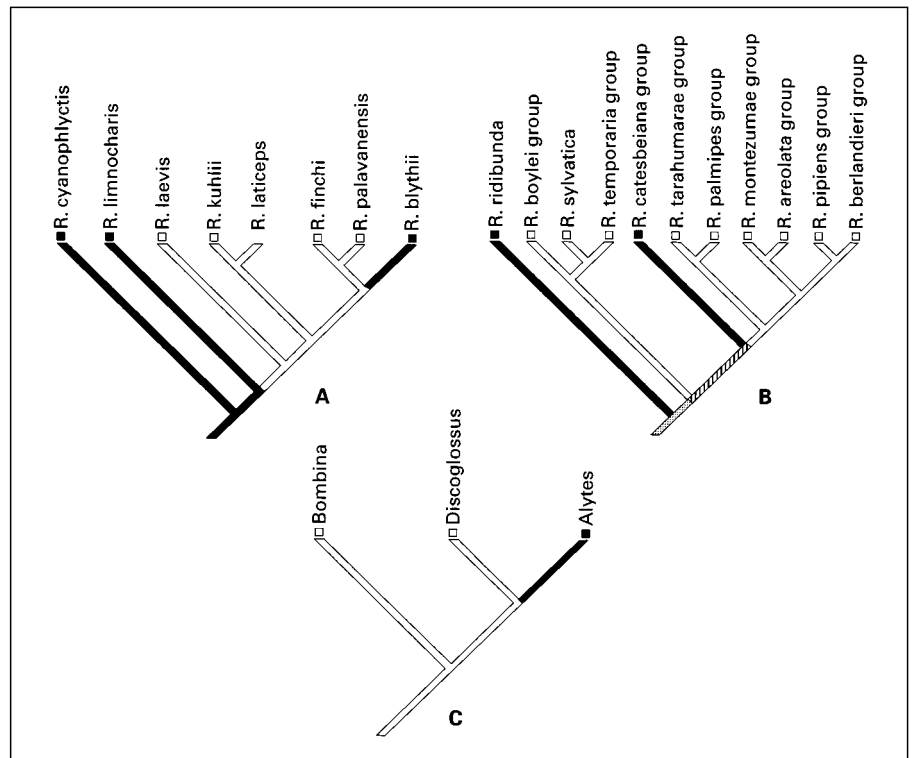 R. cyanophlyctis
R. limnocharis
R. laevis
R. kuhlii
R. laticeps
R. finchi
R. palavanensis
R. blythii
A
R. ridibunda
R. boylei group
R. sylvatica
R. temporaria group
R. catesbeiana group
R. tarahumarae group
R. palmipes group
R. montezumae group
R. areolata group
R. pipiens group
R. berlandieri group
B
Bombina
Discoglossus
Alytes
C